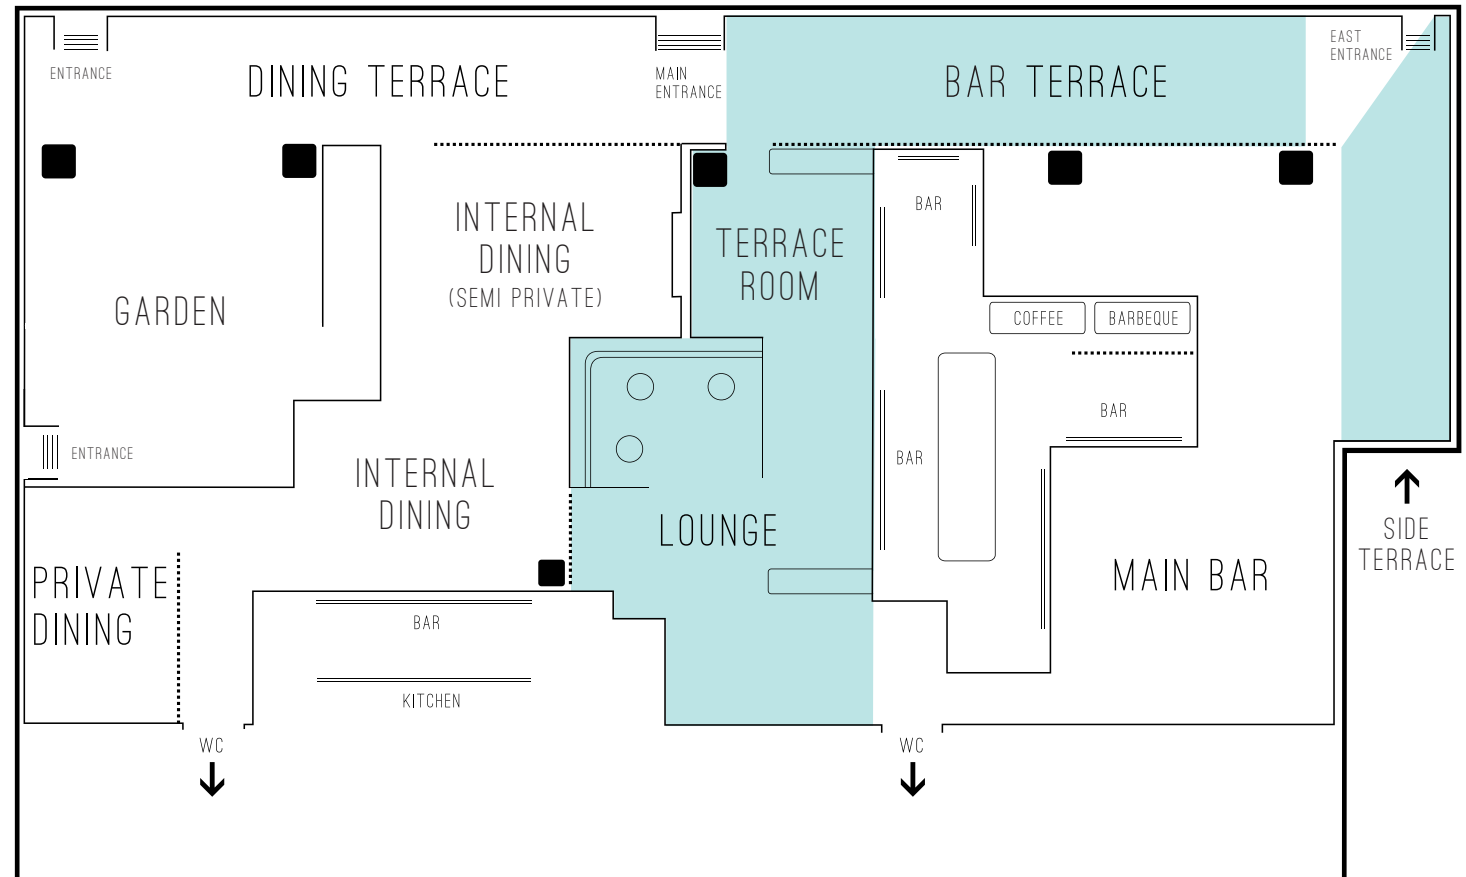 ENTRANCE
DINING TERRACE
MAIN
ENTRANCE
BAR TERRACE
EAST
ENTRANCE
INTERNAL
DINING
(SEMI PRIVATE)
BAR
TERRACE
ROOM
GARDEN
COFFEE
BARBEQUE
BAR
ENTRANCE
INTERNAL
DINING
BAR
LOUNGE
SIDE
TERRACE
MAIN BAR
PRIVATE
DINING
BAR
KITCHEN
WC
WC